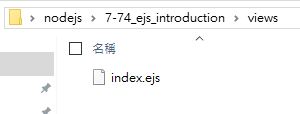 nodejs > 7-74_ejs_introduction > views
名稱
index.ejs